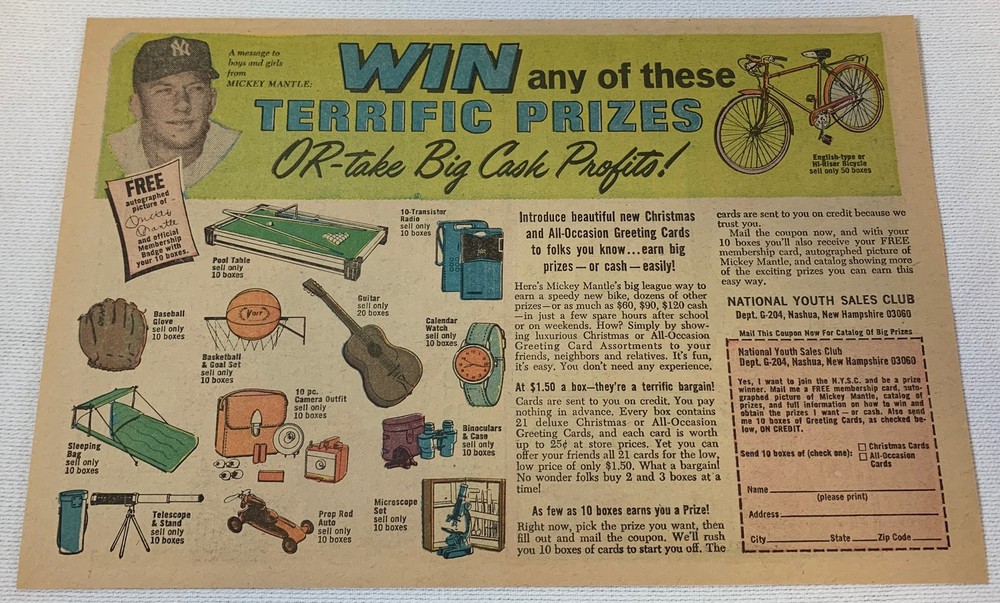 NY
A message to
boys and girls
from
MICKEY MANTLE:
WIN any of these
TERRIFIC PRIZES
OR-take Big Cash Profits!
English-type or
Hi-Riser Bicycle
sell only 50 boxes
FREE
autographed
picture of
Mickey
Mantle
and official
Membership
Badge with
your 10 boxes.
Pool Table
sell only
10 boxes
10-Transistor
Radio
sell only
10 boxes
Baseball
Glove
sell only
10 boxes
Voit
Basketball
& Goal Set
sell only
10 boxes
Guitar
sell only
20 boxes
Calendar
Watch
sell only
10 boxes
Sleeping
Bag
sell only
10 boxes
10 pc.
Camera Outfit
sell only
10 boxes
Binoculars
& Case
sell only
10 boxes
Telescope
& Stand
sell only
10 boxes
Prop Rod
Auto
sell only
10 boxes
Microscope
Set
sell only
10 boxes
Introduce beautiful new Christmas
and All-Occasion Greeting Cards
to folks you know...earn big
prizes—or cash—easily!
Here's Mickey Mantle's big league way to
earn a speedy new bike, dozens of other
prizes—or as much as $60, $90, $120 cash
—in just a few spare hours after school
or on weekends. How? Simply by show-
ing luxurious Christmas or All-Occasion
Greeting Card Assortments to your
friends, neighbors and relatives. It's fun,
it's easy. You don't need any experience.
At $1.50 a box—they're a terrific bargain!
Cards are sent to you on credit. You pay
nothing in advance. Every box contains
21 deluxe Christmas or All-Occasion
Greeting Cards, and each card is worth
up to 25¢ at store prices. Yet you can
offer your friends all 21 cards for the low,
low price of only $1.50. What a bargain!
No wonder folks buy 2 and 3 boxes at a
time!
As few as 10 boxes earns you a Prize!
Right now, pick the prize you want, then
fill out and mail the coupon. We'll rush
you 10 boxes of cards to start you off. The
cards are sent to you on credit because we
trust you.
Mail the coupon now, and with your
10 boxes you'll also receive your FREE
membership card, autographed picture of
Mickey Mantle, and catalog showing more
of the exciting prizes you can earn this
easy way.
NATIONAL YOUTH SALES CLUB
Dept. G-204, Nashua, New Hampshire 03060
Mail This Coupon Now For Catalog of Big Prizes
National Youth Sales Club
Dept. G-204, Nashua, New Hampshire 03060
Yes, I want to join the N.Y.S.C. and be a prize
winner. Mail me a FREE membership card, auto-
graphed picture of Mickey Mantle, catalog of
prizes, and full information on how to win and
obtain the prizes I want — or cash. Also send
me 10 boxes of Greeting Cards, as checked be-
low, ON CREDIT.
Send 10 boxes of (check one): Christmas Cards
All-Occasion
Cards
Name
(please print)
Address
City State Zip Code